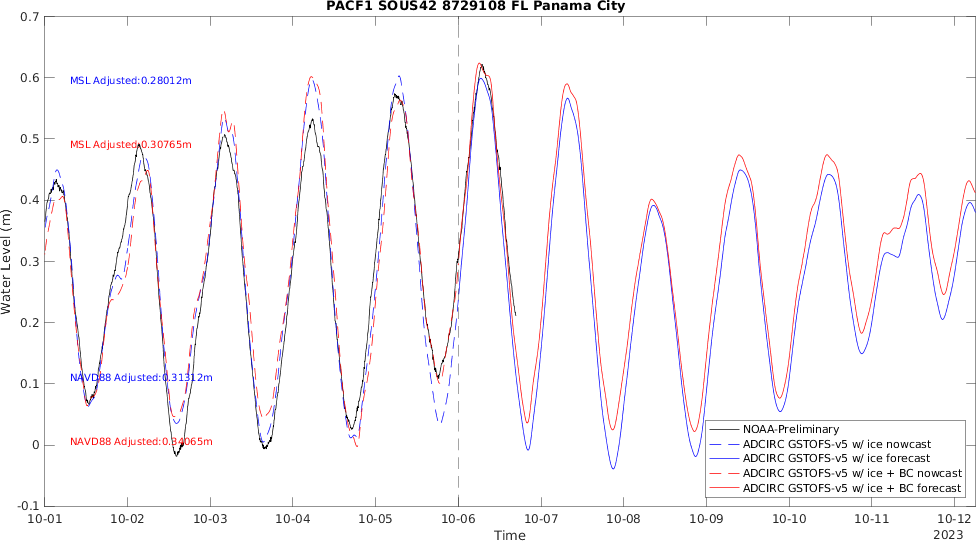 PACF1 SOUS42 8729108 FL Panama City
0.7
0.6
0.5
0.4
0.3
0.2
0.1
0
-0.1
Water Level (m)
MSL Adjusted:0.28012m
MSL Adjusted:0.30765m
NAVD88 Adjusted:0.31312m
NAVD88 Adjusted:0.34065m
NOAA-Preliminary
ADCIRC GSTOFS-v5 w/ ice nowcast
ADCIRC GSTOFS-v5 w/ ice forecast
ADCIRC GSTOFS-v5 w/ ice + BC nowcast
ADCIRC GSTOFS-v5 w/ ice + BC forecast
10-01 10-02 10-03 10-04 10-05 10-06 10-07 10-08 10-09 10-10 10-11 10-12
2023
Time